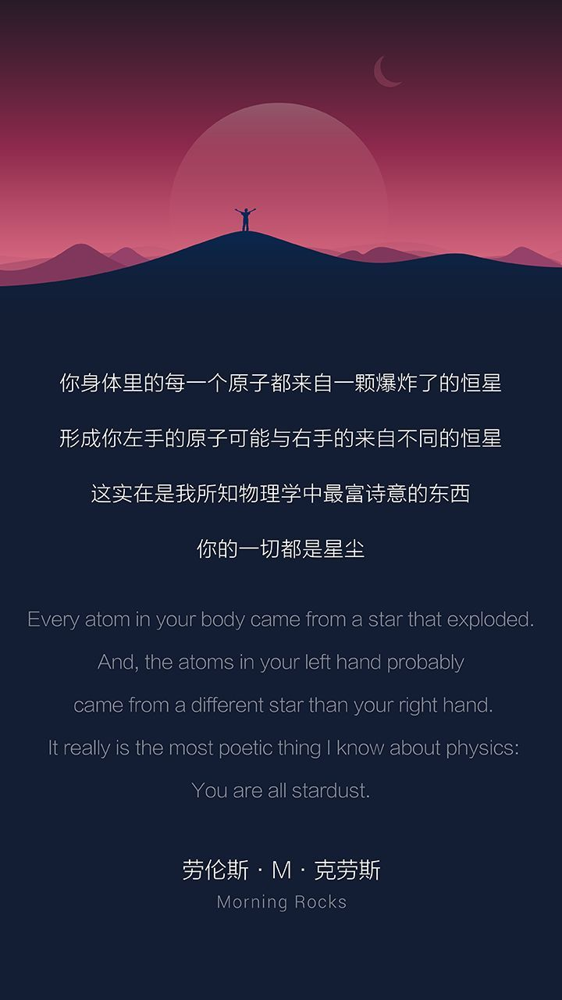 你身体里的每一个原子都来自一颗爆炸了的恒星
形成你左手的原子可能与右手的来自不同的恒星
这实在是我所知物理学中最富诗意的东西
你的一切都是星尘
Every atom in your body came from a star that exploded.
And, the atoms in your left hand probably
came from a different star than your right hand.
It really is the most poetic thing I know about physics:
You are all stardust.
劳伦斯 · M · 克劳斯
Morning Rocks